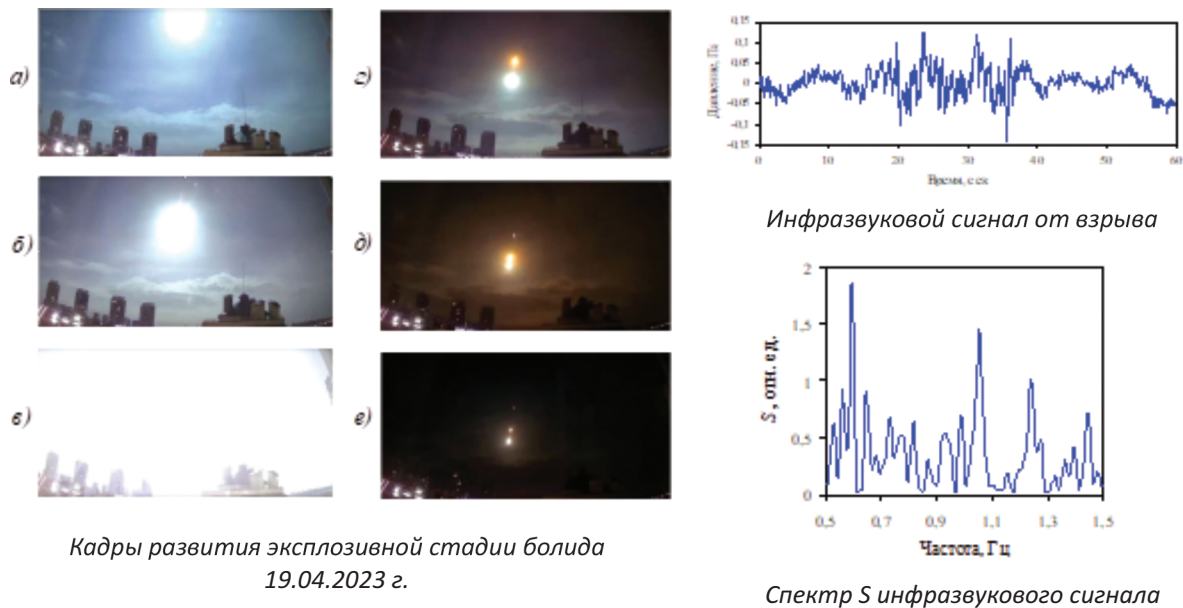 а)
б)
в)
г)
д)
е)
Кадры развития эксплозивной стадии болида
19.04.2023 г.
0,15
0,1
0,05
0
-0,05
-0,1
-0,15
Давление, Па
0
10
20
30
40
50
60
Время, сек
Инфразвуковой сигнал от взрыва
2
1,5
1
0,5
0
S, отн. ед.
0,5
0,7
0,9
1,1
1,3
1,5
Частота, Гц
Спектр S инфразвукового сигнала